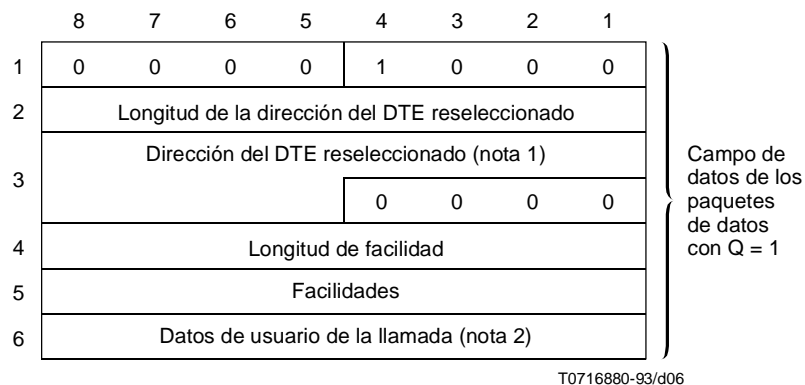 8 7 6 5 4 3 2 1
1 0 0 0 0 1 0 0 0
2 Longitud de la dirección del DTE reseleccionado
Dirección del DTE reseleccionado (nota 1)
3
0 0 0 0
4 Longitud de facilidad
5 Facilidades
6 Datos de usuario de la llamada (nota 2)
Campo de
datos de los
paquetes
de datos
con Q = 1
T0716880-93/d06